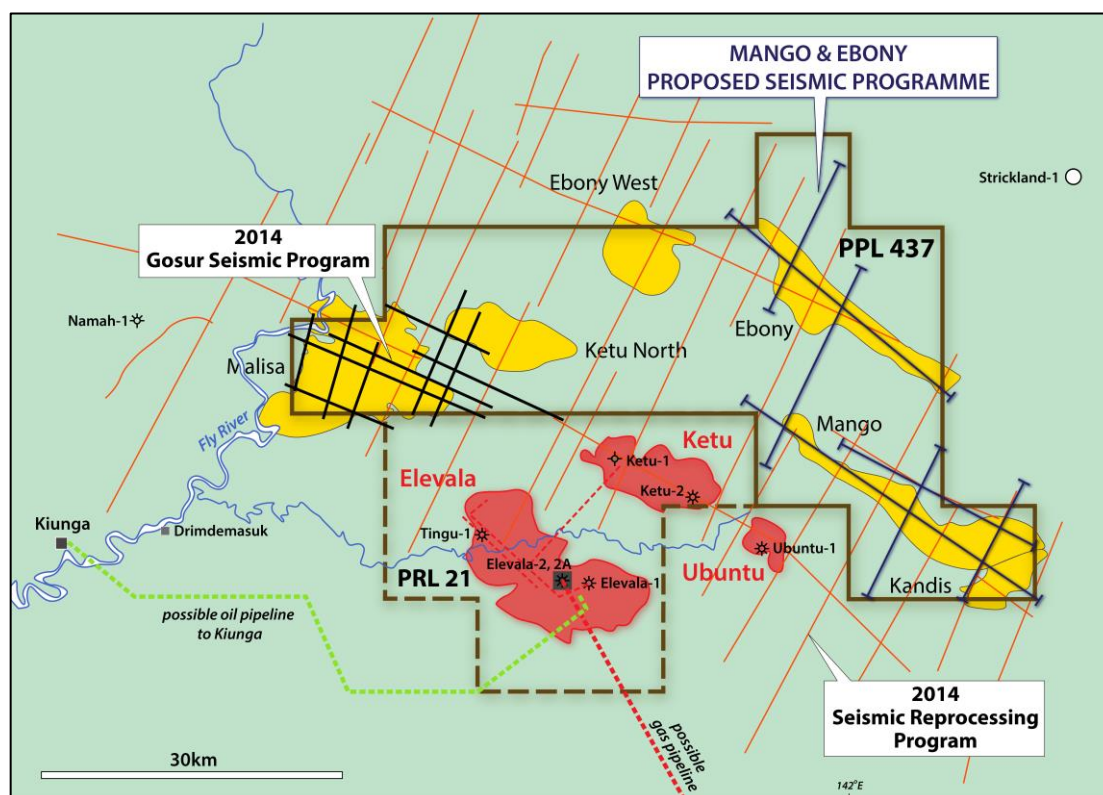 MANGO & EBONY
PROPOSED SEISMIC PROGRAMME
Strickland-1
Ebony West
2014
Gosur Seismic Program
PPL 437
Namah-1
Ebony
Ketu North
Malisa
Fly River
Mango
Ketu
Ketu-1
Elevala
Ketu-2
Kiunga
Drimdemasuk
Tingu-1
Ubuntu-1
Elevala-2, 2A
Ubuntu
PRL 21
Elevala-1
Kandis
possible oil pipeline
to Kiunga
2014
Seismic Reprocessing
Program
possible
gas pipeline
30km
142°E